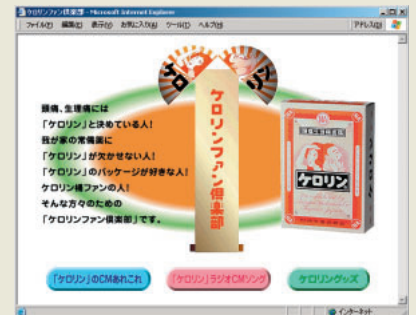 ケロリンファン倶楽部 - Microsoft Internet Explorer
ファイル(F) 編集(E) 表示(V) お気に入り(A) ツール(T) ヘルプ(H)
アドレス(D)
ケロ
リン
頭痛、生理痛には
「ケロリン」と決めている人!
我が家の常備薬に
「ケロリン」が欠かせない人!
「ケロリン」のパッケージが好きな人!
ケロリン桶ファンの人!
そんな方々のための
「ケロリンファン倶楽部」です。
ケロリンファン倶楽部
ケロリン
「ケロリン」のCMあれこれ
「ケロリン」ラジオCMソング
ケロリングッズ
インターネット